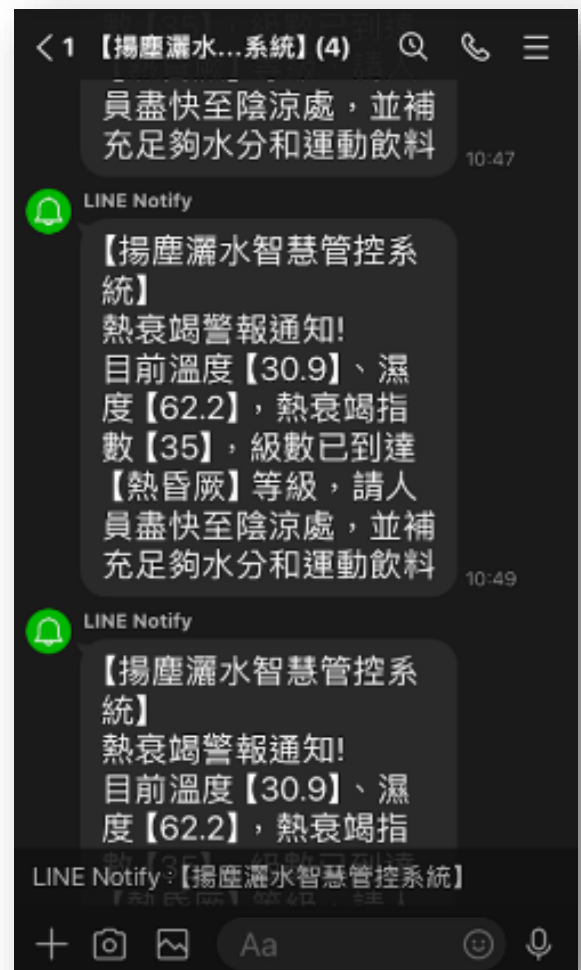 1 【揚塵灑水...系統】(4)
員盡快至陰涼處，並補
充足夠水分和運動飲料
10:47
LINE Notify
【揚塵灑水智慧管控系
統】
熱衰竭警報通知!
目前溫度【30.9】、濕
度【62.2】，熱衰竭指
數【35】，級數已到達
【熱昏厥】等級，請人
員盡快至陰涼處，並補
充足夠水分和運動飲料
10:49
LINE Notify
【揚塵灑水智慧管控系
統】
熱衰竭警報通知!
目前溫度【30.9】、濕
度【62.2】，熱衰竭指
LINE Notify：【揚塵灑水智慧管控系統】
Aa